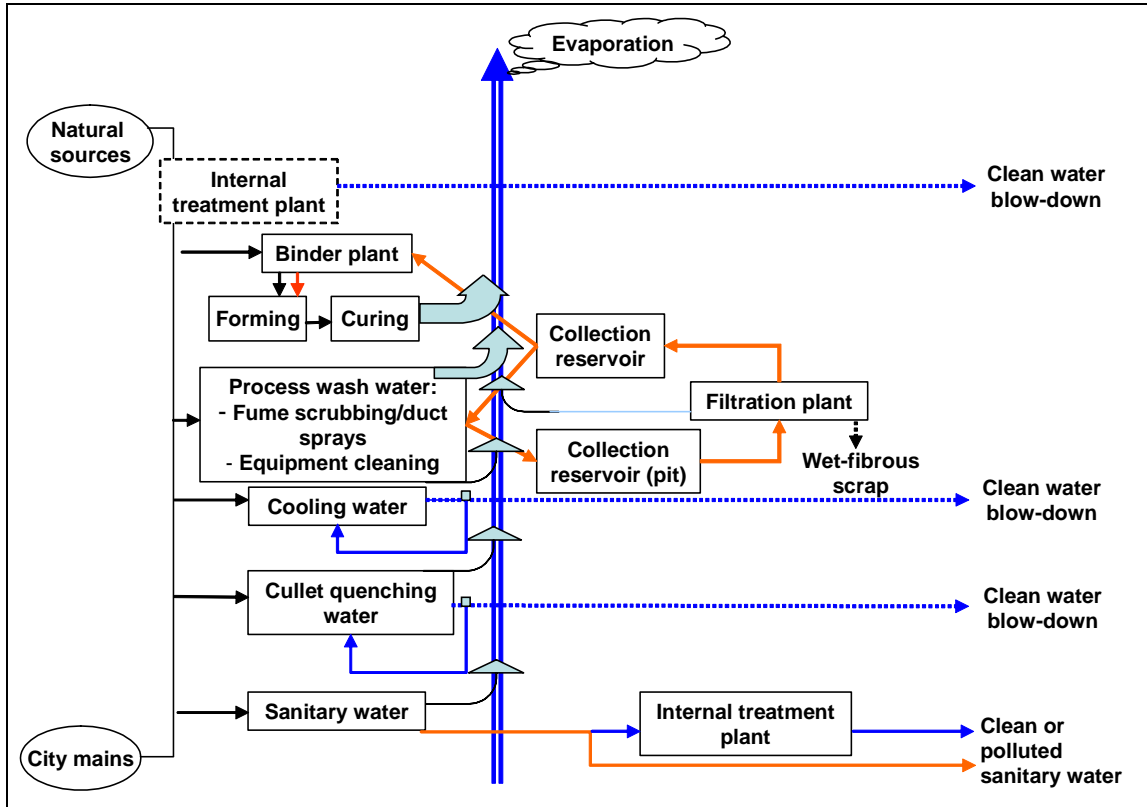 Evaporation
Natural
sources
Internal
treatment plant
Clean water
blow-down
Binder plant
Forming
Curing
Collection
reservoir
Process wash water:
- Fume scrubbing/duct
sprays
- Equipment cleaning
Filtration plant
Collection
reservoir (pit)
Wet-fibrous
scrap
Cooling water
Clean water
blow-down
Cullet quenching
water
Clean water
blow-down
Sanitary water
Internal treatment
plant
Clean or
polluted
sanitary water
City mains